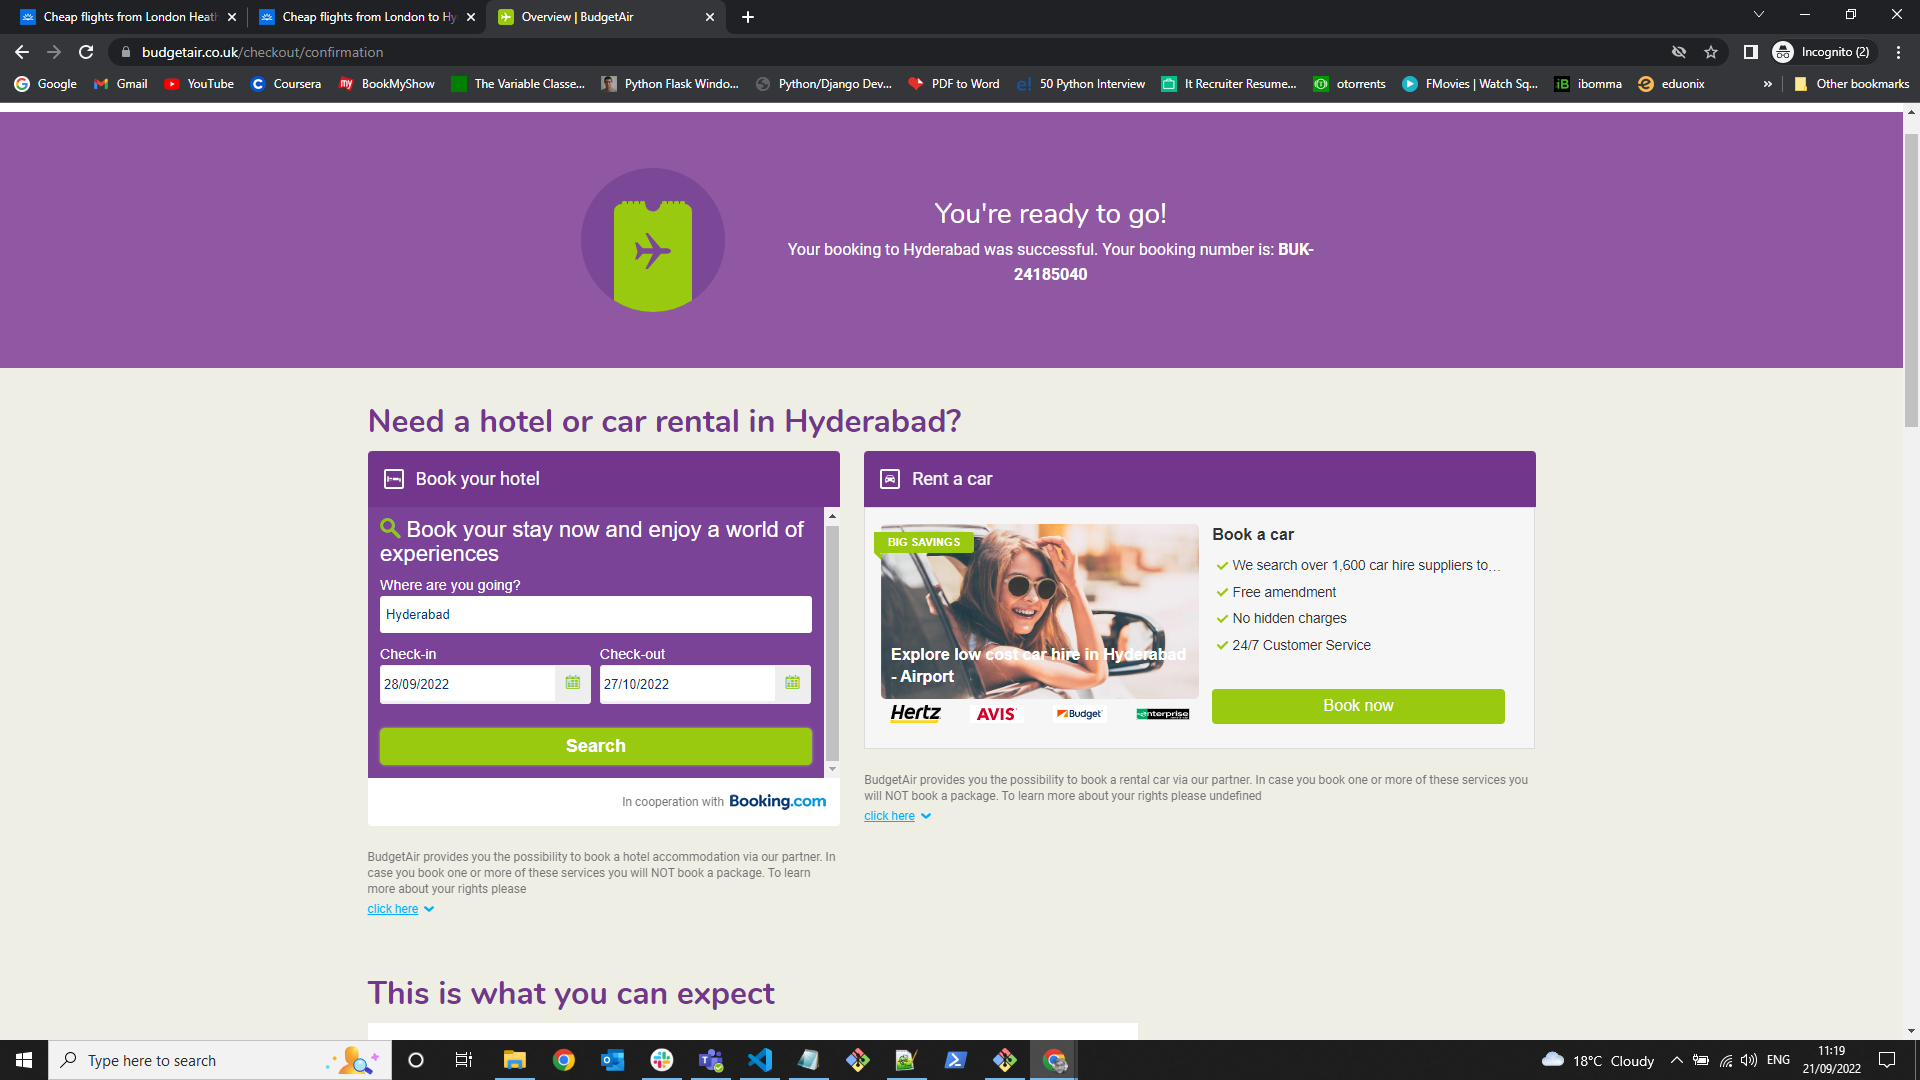 Cheap flights from London Heath
Cheap flights from London to Hy
Overview | BudgetAir
budgetair.co.uk/checkout/confirmation
Incognito (2)
Google
Gmail
YouTube
Coursera
my
BookMyShow
The Variable Classe...
Python Flask Windo...
Python/Django Dev...
PDF to Word
e!
50 Python Interview
It Recruiter Resume...
otorrents
FMovies | Watch Sq...
iB
ibomma
eduonix
»
Other bookmarks
You're ready to go!
Your booking to Hyderabad was successful. Your booking number is: BUK-
24185040
Need a hotel or car rental in Hyderabad?
Book your hotel
Book your stay now and enjoy a world of
experiences
Where are you going?
Hyderabad
Check-in
Check-out
28/09/2022
27/10/2022
Search
In cooperation with Booking.com
BudgetAir provides you the possibility to book a hotel accommodation via our partner. In
case you book one or more of these services you will NOT book a package. To learn
more about your rights please
click here
Rent a car
BIG SAVINGS
Explore low cost car hire in Hyderabad
- Airport
Hertz
AVIS
Budget
enterprise
Book a car
We search over 1,600 car hire suppliers to...
Free amendment
No hidden charges
24/7 Customer Service
Book now
BudgetAir provides you the possibility to book a rental car via our partner. In case you book one or more of these services you
will NOT book a package. To learn more about your rights please undefined
click here
This is what you can expect
Type here to search
18°C Cloudy
ENG
11:19
21/09/2022